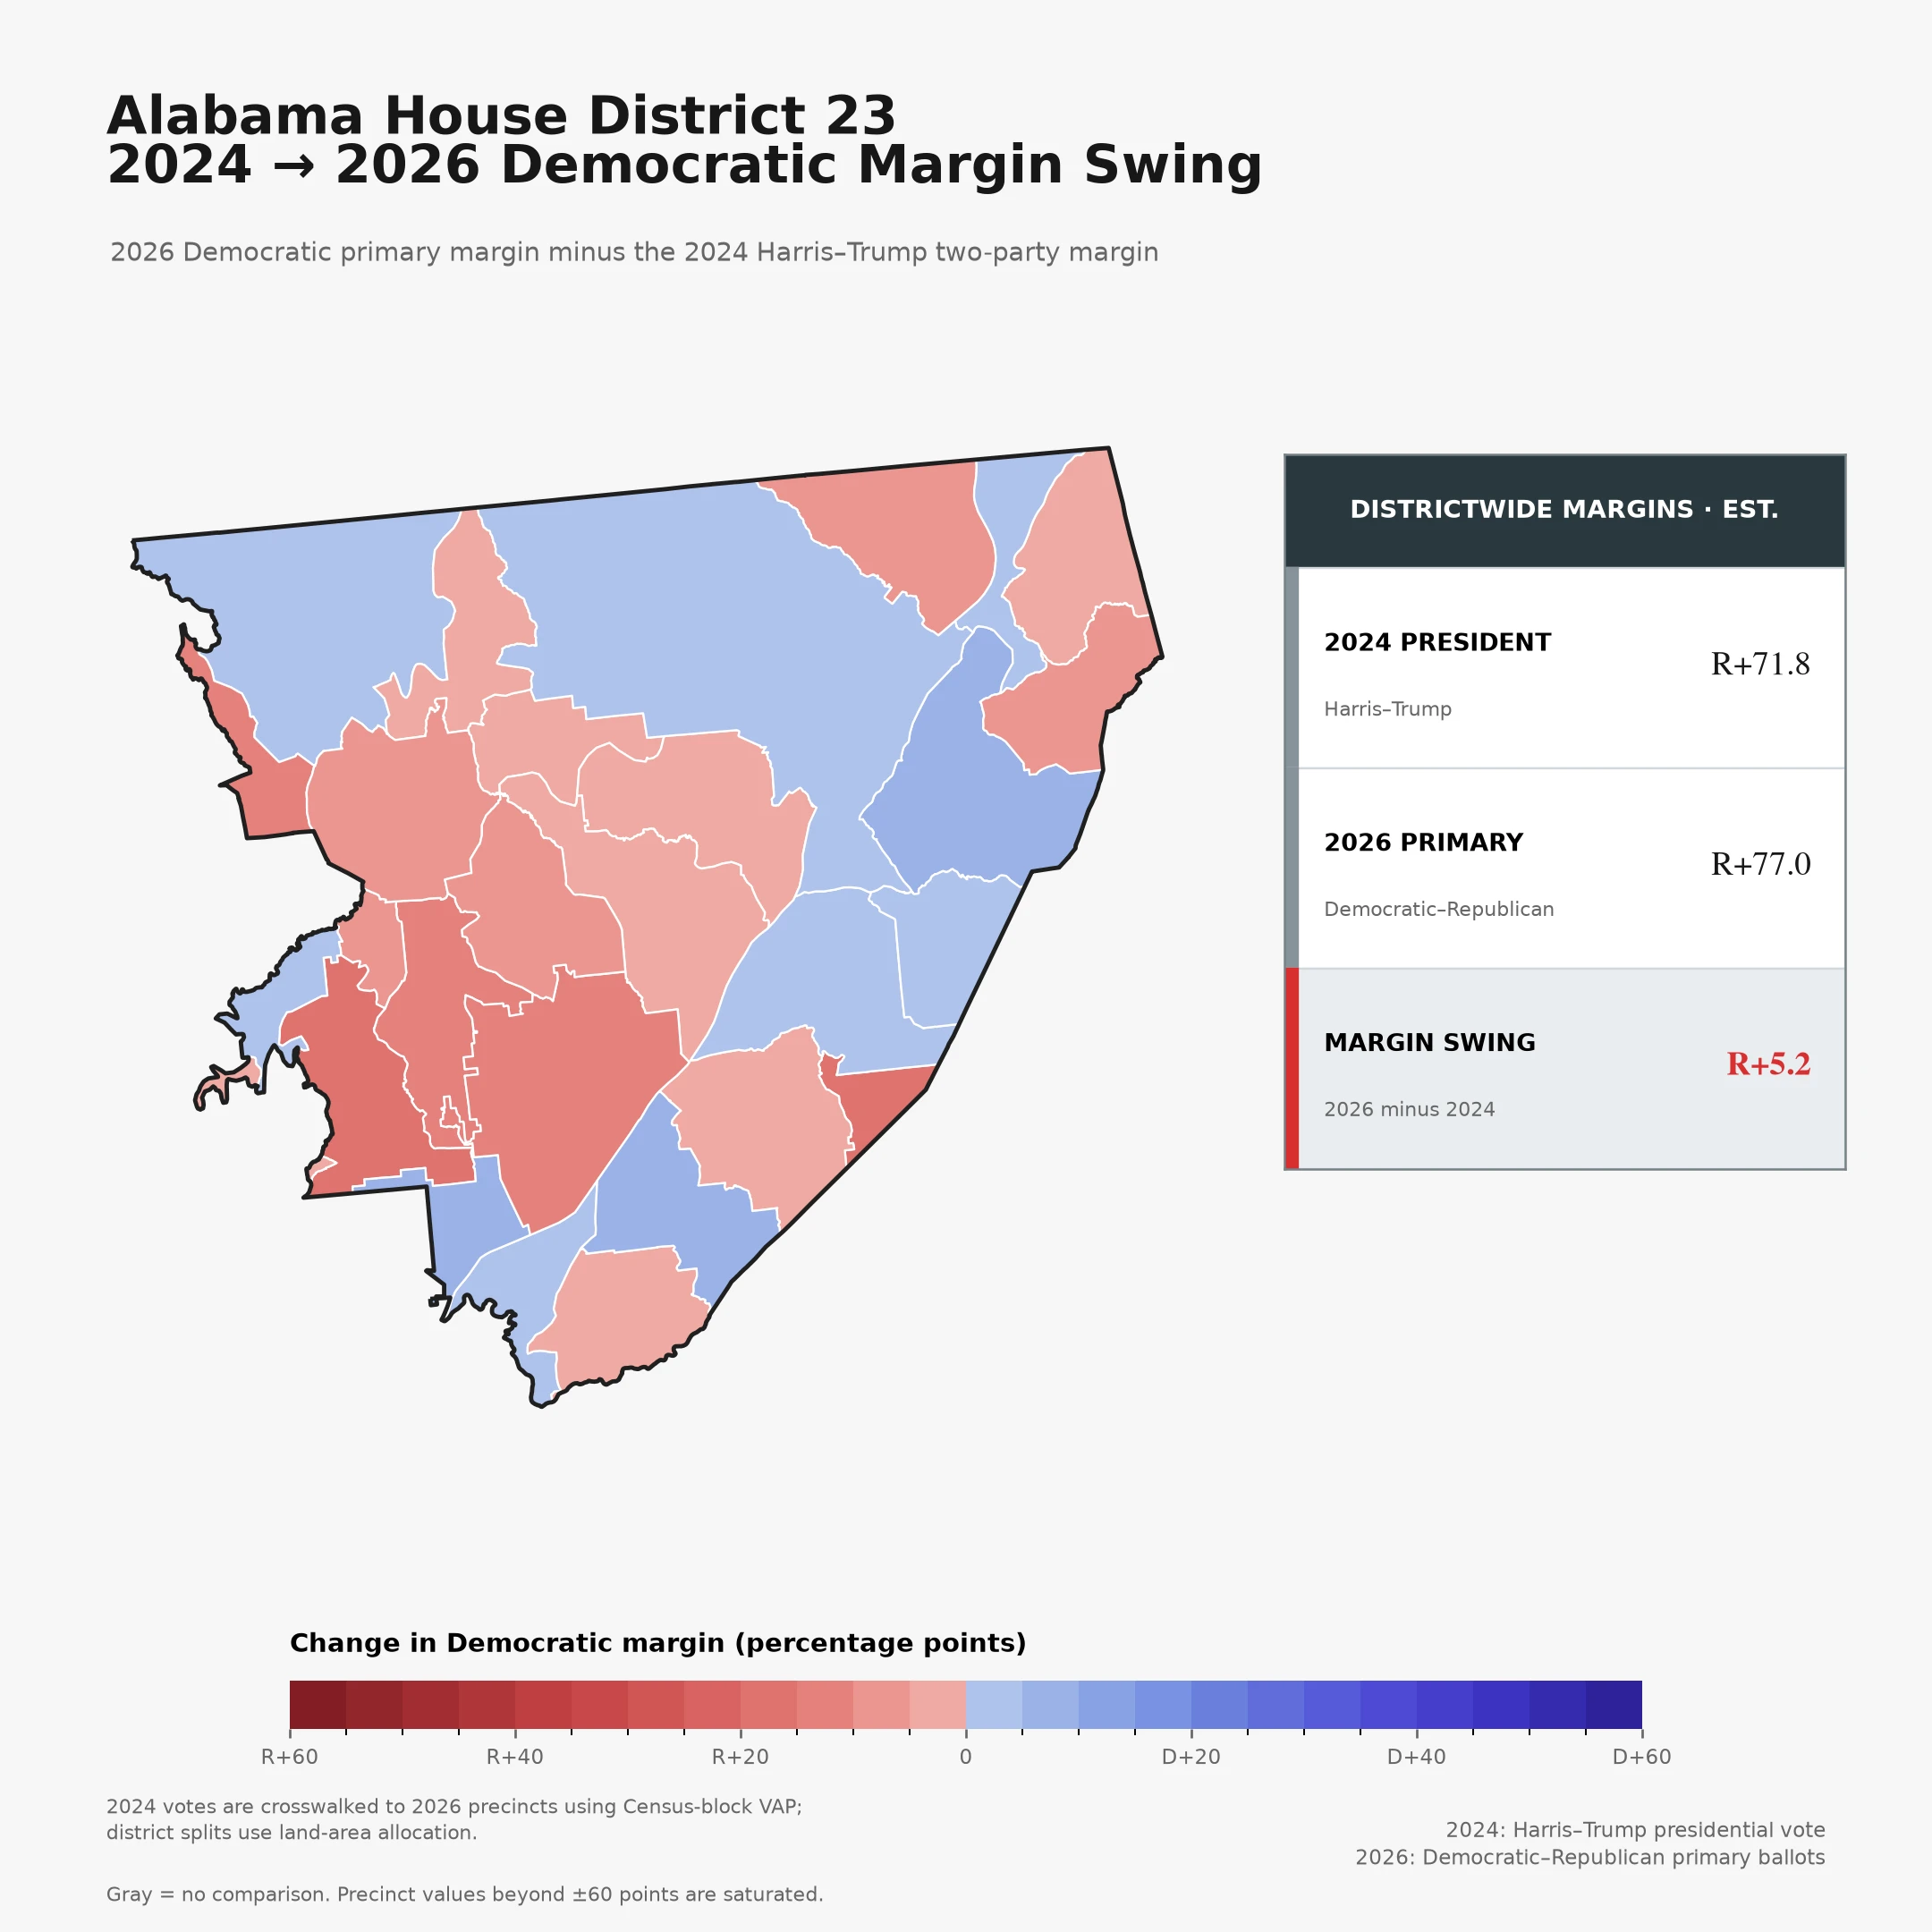 Alabama House District 23
2024 → 2026 Democratic Margin Swing
2026 Democratic primary margin minus the 2024 Harris–Trump two-party margin
DISTRICTWIDE MARGINS · EST.
2024 PRESIDENT
R+71.8
Harris–Trump
2026 PRIMARY
R+77.0
Democratic–Republican
MARGIN SWING
R+5.2
2026 minus 2024
Change in Democratic margin (percentage points)
R+60 R+40 R+20 0 D+20 D+40 D+60
2024 votes are crosswalked to 2026 precincts using Census-block VAP;
district splits use land-area allocation.
2024: Harris–Trump presidential vote
2026: Democratic–Republican primary ballots
Gray = no comparison. Precinct values beyond ±60 points are saturated.